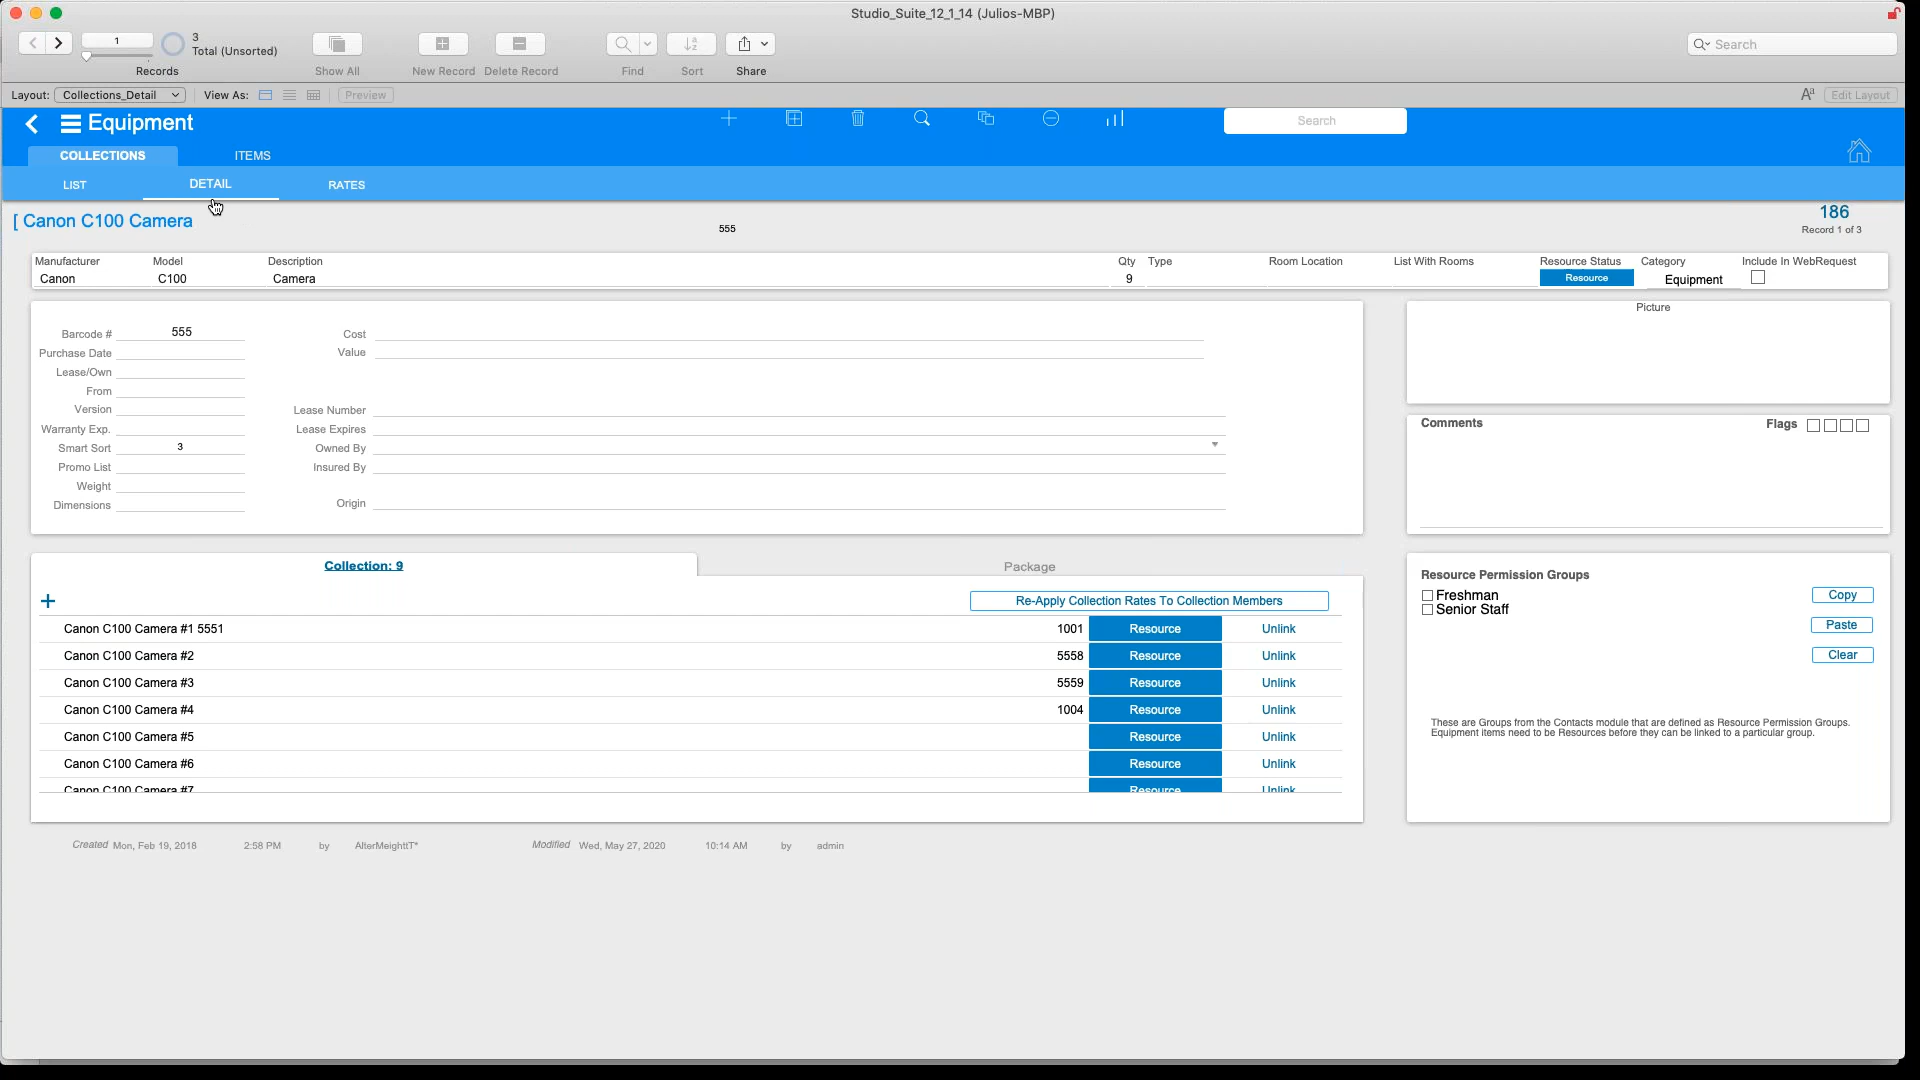 Studio_Suite_12_1_14 (Julios-MBP)
1
3
Total (Unsorted)
Search
Records
Show All
New Record
Delete Record
Find
Sort
Share
Layout: Collections_Detail
View As:
Preview
Aa
Edit Layout
Equipment
Search
COLLECTIONS
ITEMS
LIST
DETAIL
RATES
[ Canon C100 Camera
555
186
Record 1 of 3
Manufacturer
Model
Description
Qty
Type
Room Location
List With Rooms
Resource Status
Category
Include In WebRequest
Canon
C100
Camera
9
Resource
Equipment
Barcode # 555
Purchase Date
Lease/Own
From
Version
Warranty Exp.
Smart Sort 3
Promo List
Weight
Dimensions
Cost
Value
Lease Number
Lease Expires
Owned By
Insured By
Origin
Picture
Comments
Flags
Collection: 9
Package
+
Re-Apply Collection Rates To Collection Members
Canon C100 Camera #1 5551 1001 Resource Unlink
Canon C100 Camera #2 5558 Resource Unlink
Canon C100 Camera #3 5559 Resource Unlink
Canon C100 Camera #4 1004 Resource Unlink
Canon C100 Camera #5 Resource Unlink
Canon C100 Camera #6 Resource Unlink
Canon C100 Camera #7 Resource Unlink
Resource Permission Groups
Freshman
Senior Staff
Copy
Paste
Clear
These are Groups from the Contacts module that are defined as Resource Permission Groups.
Equipment items need to be Resources before they can be linked to a particular group.
Created Mon, Feb 19, 2018 2:58 PM by AlterMeighttT* Modified Wed, May 27, 2020 10:14 AM by admin